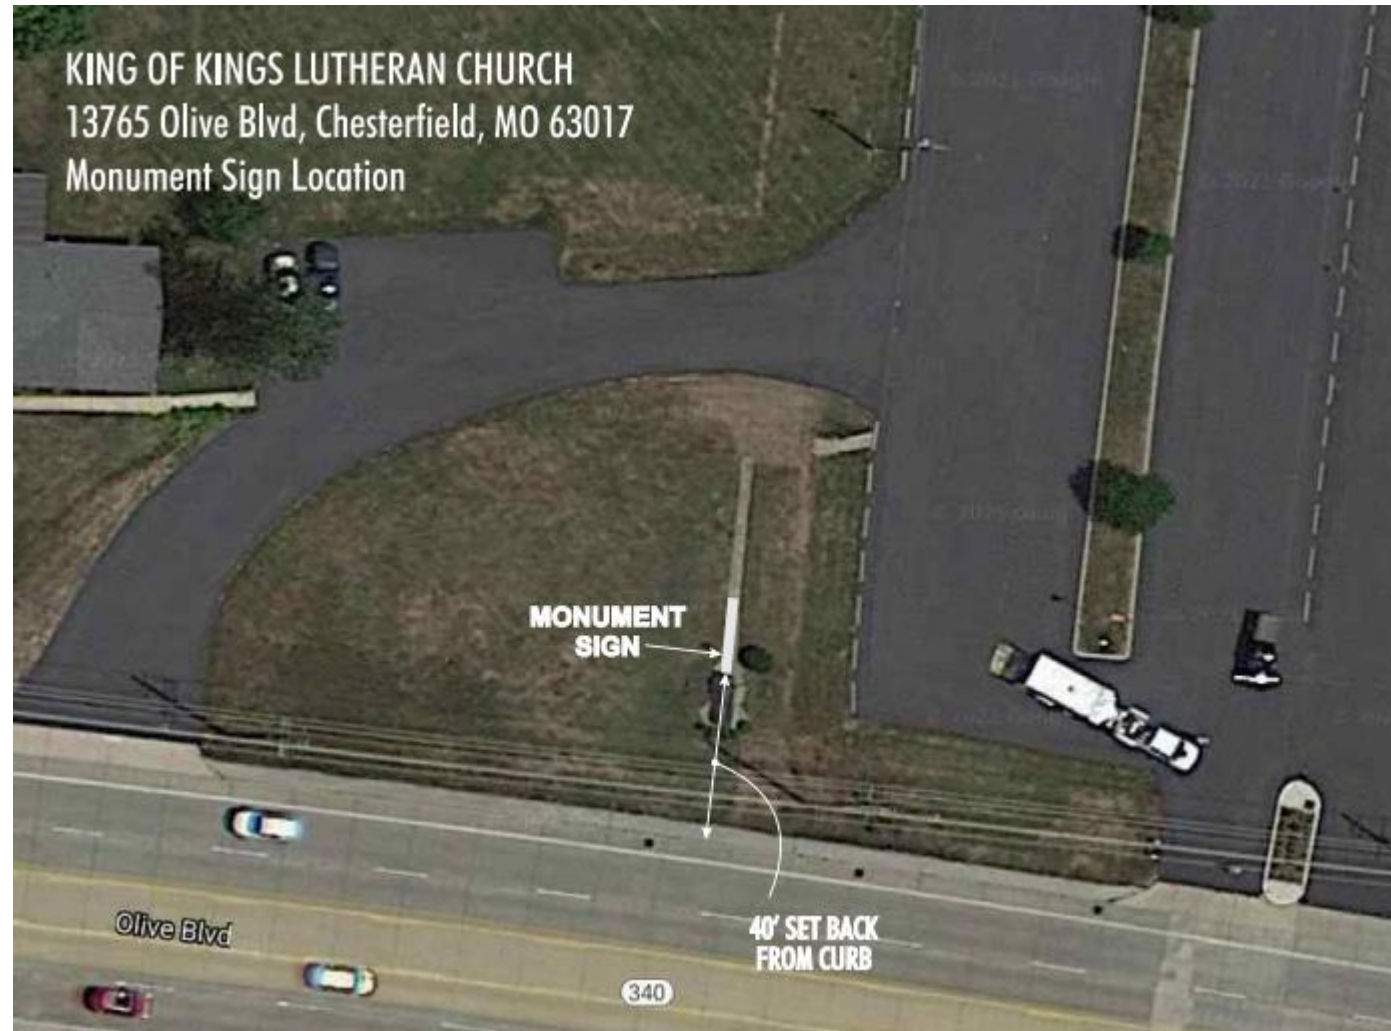 KING OF KINGS LUTHERAN CHURCH
13765 Olive Blvd, Chesterfield, MO 63017
Monument Sign Location
MONUMENT
SIGN
40' SET BACK
FROM CURB
Olive Blvd
340